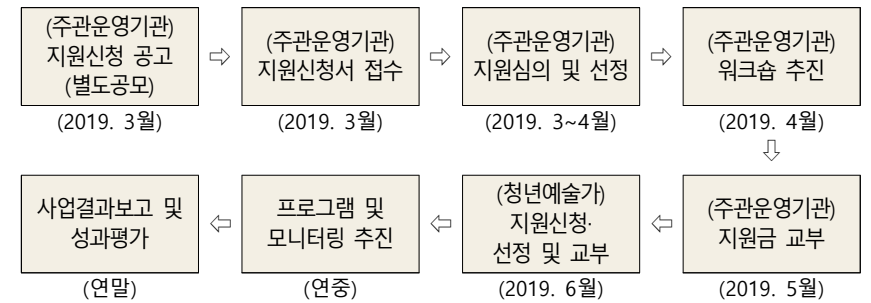 (주관운영기관)
지원신청 공고
(별도공모)
(2019. 3월)
⇨
(주관운영기관)
지원신청서 접수
(2019. 3월)
⇨
(주관운영기관)
지원심의 및 선정
(2019. 3~4월)
⇨
(주관운영기관)
워크숍 추진
(2019. 4월)
⇩
(주관운영기관)
지원금 교부
(2019. 5월)
⇦
(청년예술가)
지원신청·
선정 및 교부
(2019. 6월)
⇦
프로그램 및
모니터링 추진
(연중)
⇦
사업결과보고 및
성과평가
(연말)